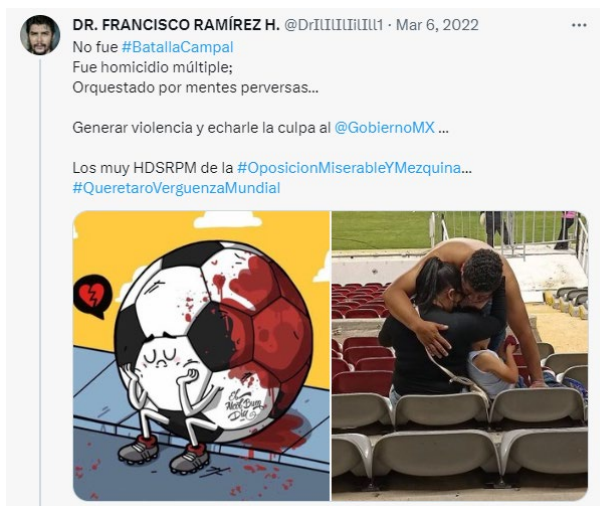 DR. FRANCISCO RAMÍREZ H. @DrIlIlIlIilIll1 · Mar 6, 2022 ...
No fue #BatallaCampal
Fue homicidio múltiple;
Orquestado por mentes perversas...
Generar violencia y echarle la culpa al @GobiernoMX ...
Los muy HDSRPM de la #OposicionMiserableYMezquina...
#QueretaroVerguenzaMundial